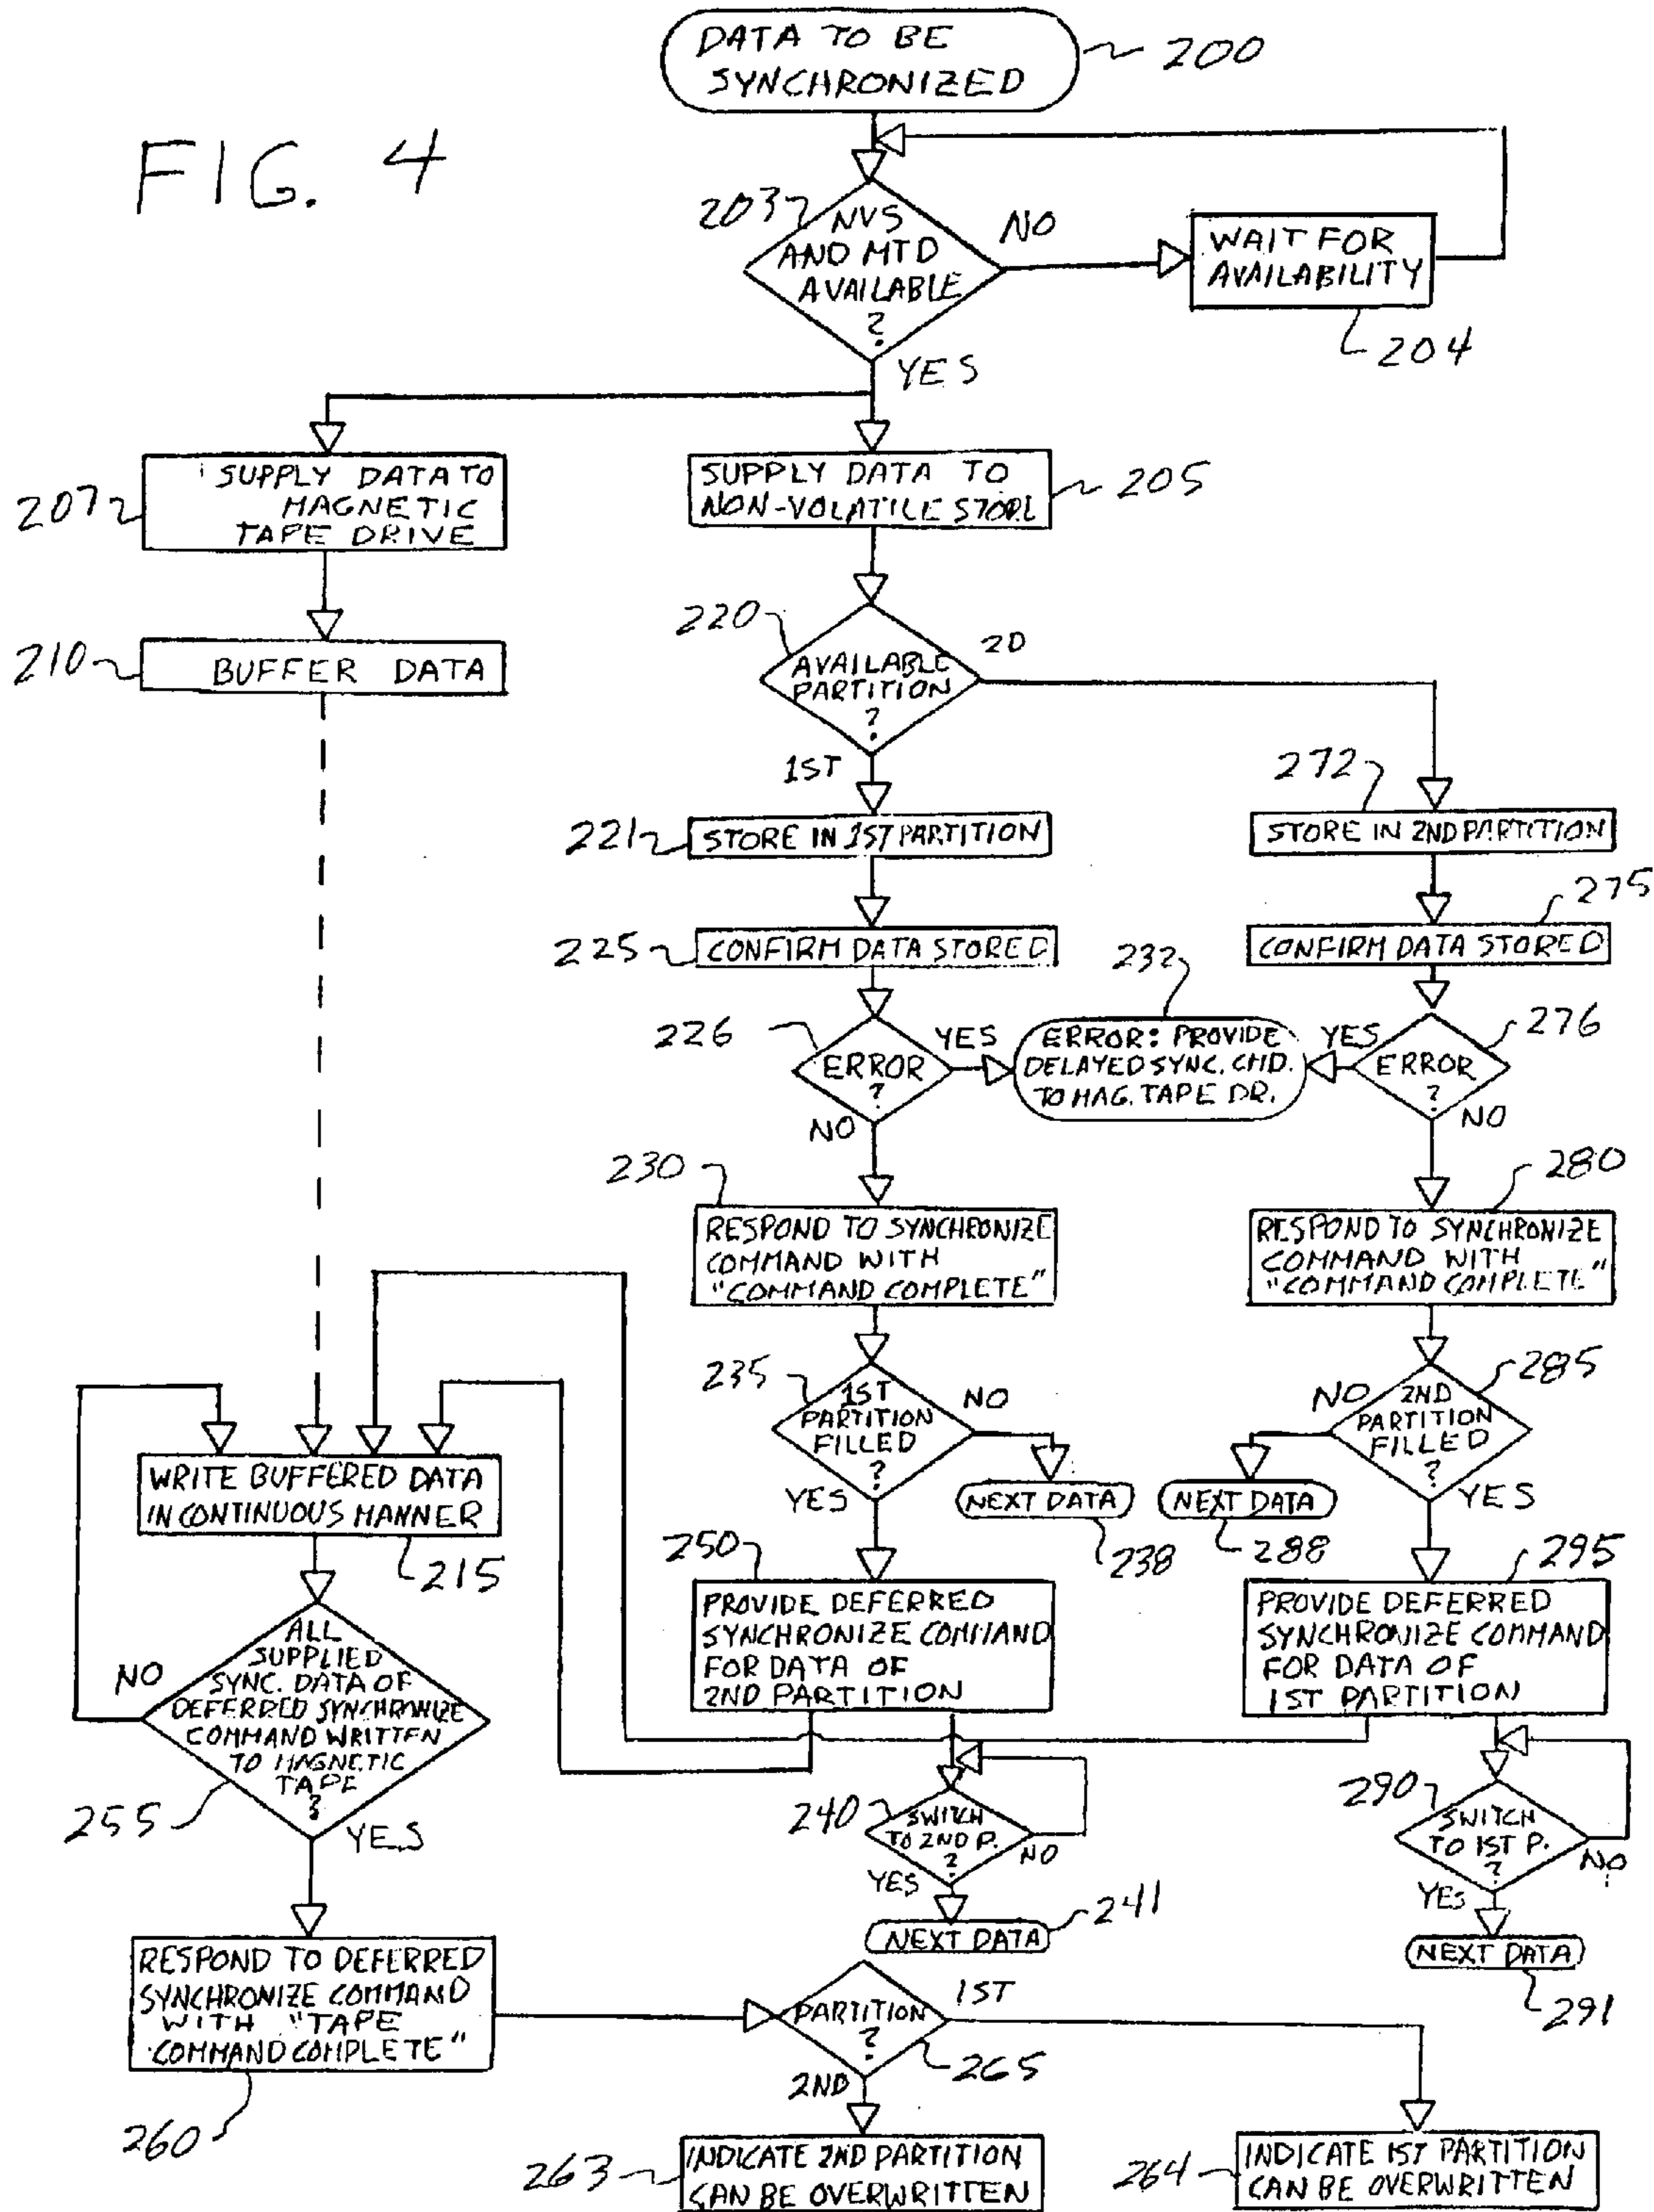 FIG. 4
DATA TO BE
SYNCHRONIZED
200
203
NVS
AND MTD
AVAILABLE
?
NO
WAIT FOR
AVAILABILITY
204
YES
207
SUPPLY DATA TO
MAGNETIC
TAPE DRIVE
SUPPLY DATA TO
NON-VOLATILE STORE
205
210
BUFFER DATA
220
AVAILABLE
PARTITION
?
2D
1ST
272
221
STORE IN 1ST PARTITION
STORE IN 2ND PARTITION
225
CONFIRM DATA STORED
275
CONFIRM DATA STORED
232
226
ERROR
?
YES
NO
ERROR: PROVIDE
DELAYED SYNC. CMD.
TO MAG. TAPE DR.
YES
ERROR
?
276
NO
230
RESPOND TO SYNCHRONIZE
COMMAND WITH
"COMMAND COMPLETE"
280
RESPOND TO SYNCHRONIZE
COMMAND WITH
"COMMAND COMPLETE"
235
1ST
PARTITION
FILLED
?
NO
YES
NEXT DATA
238
285
NO
2ND
PARTITION
FILLED
?
YES
NEXT DATA
288
WRITE BUFFERED DATA
IN CONTINUOUS MANNER
215
250
PROVIDE DEFERRED
SYNCHRONIZE COMMAND
FOR DATA OF
2ND PARTITION
295
PROVIDE DEFERRED
SYNCHRONIZE COMMAND
FOR DATA OF
1ST PARTITION
NO
ALL
SUPPLIED
SYNC. DATA OF
DEFERRED SYNCHRONIZE
COMMAND WRITTEN
TO MAGNETIC
TAPE
?
255
YES
240
SWITCH
TO 2ND P.
?
NO
YES
241
NEXT DATA
290
SWITCH
TO 1ST P.
?
NO
YES
NEXT DATA
291
RESPOND TO DEFERRED
SYNCHRONIZE COMMAND
WITH "TAPE
COMMAND COMPLETE"
260
PARTITION
?
1ST
265
2ND
263
INDICATE 2ND PARTITION
CAN BE OVERWRITTEN
264
INDICATE 1ST PARTITION
CAN BE OVERWRITTEN